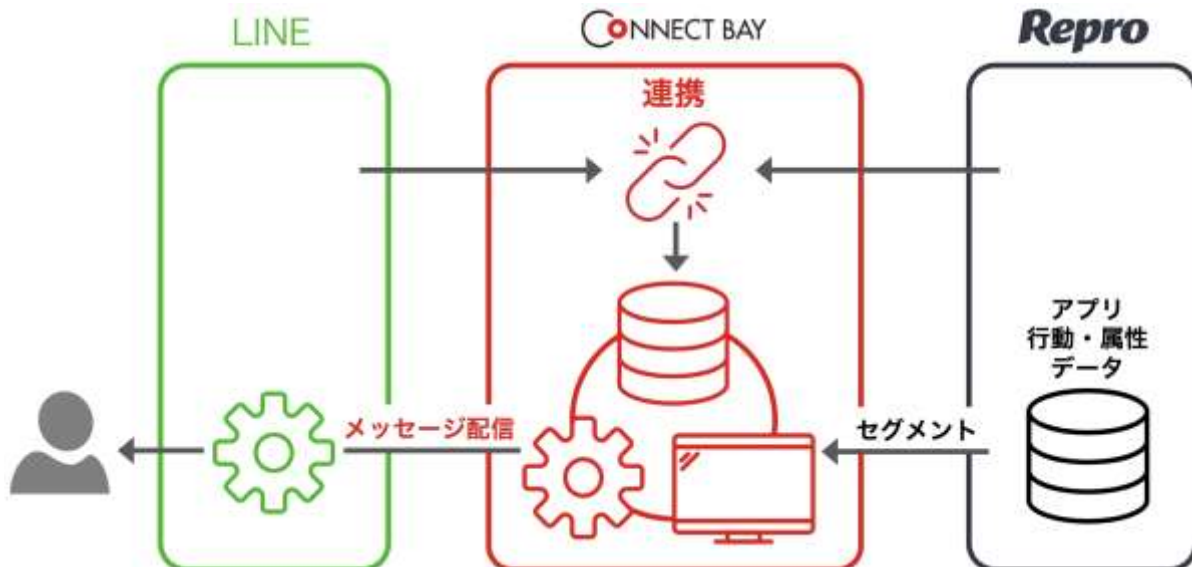 LINE
CONNECT BAY
Repro
連携
アプリ
行動・属性
データ
メッセージ配信
セグメント